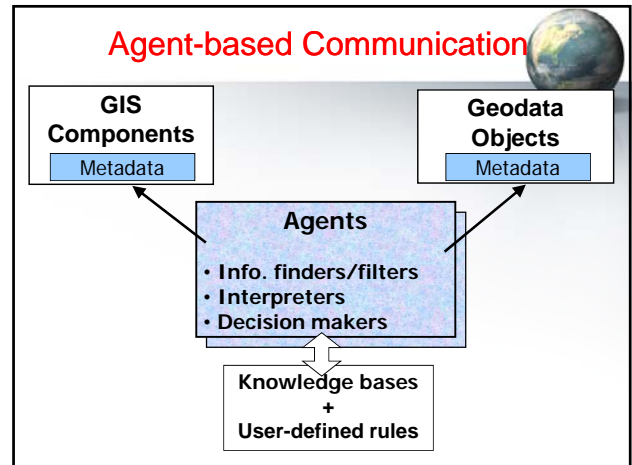 Agent-based Communication
GIS
Components
Metadata
Geodata
Objects
Metadata
Agents
• Info. finders/filters
• Interpreters
• Decision makers
Knowledge bases
+
User-defined rules